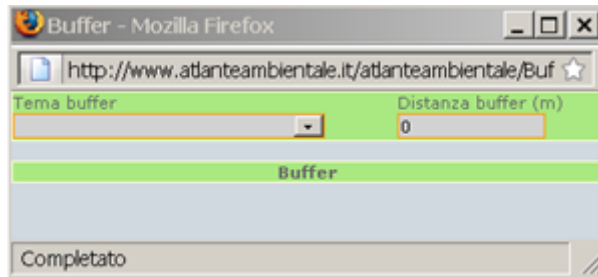 Buffer - Mozilla Firefox
http://www.atlanteambientale.it/atlanteambientale/Buf
Tema buffer Distanza buffer (m)
0
Buffer
Completato